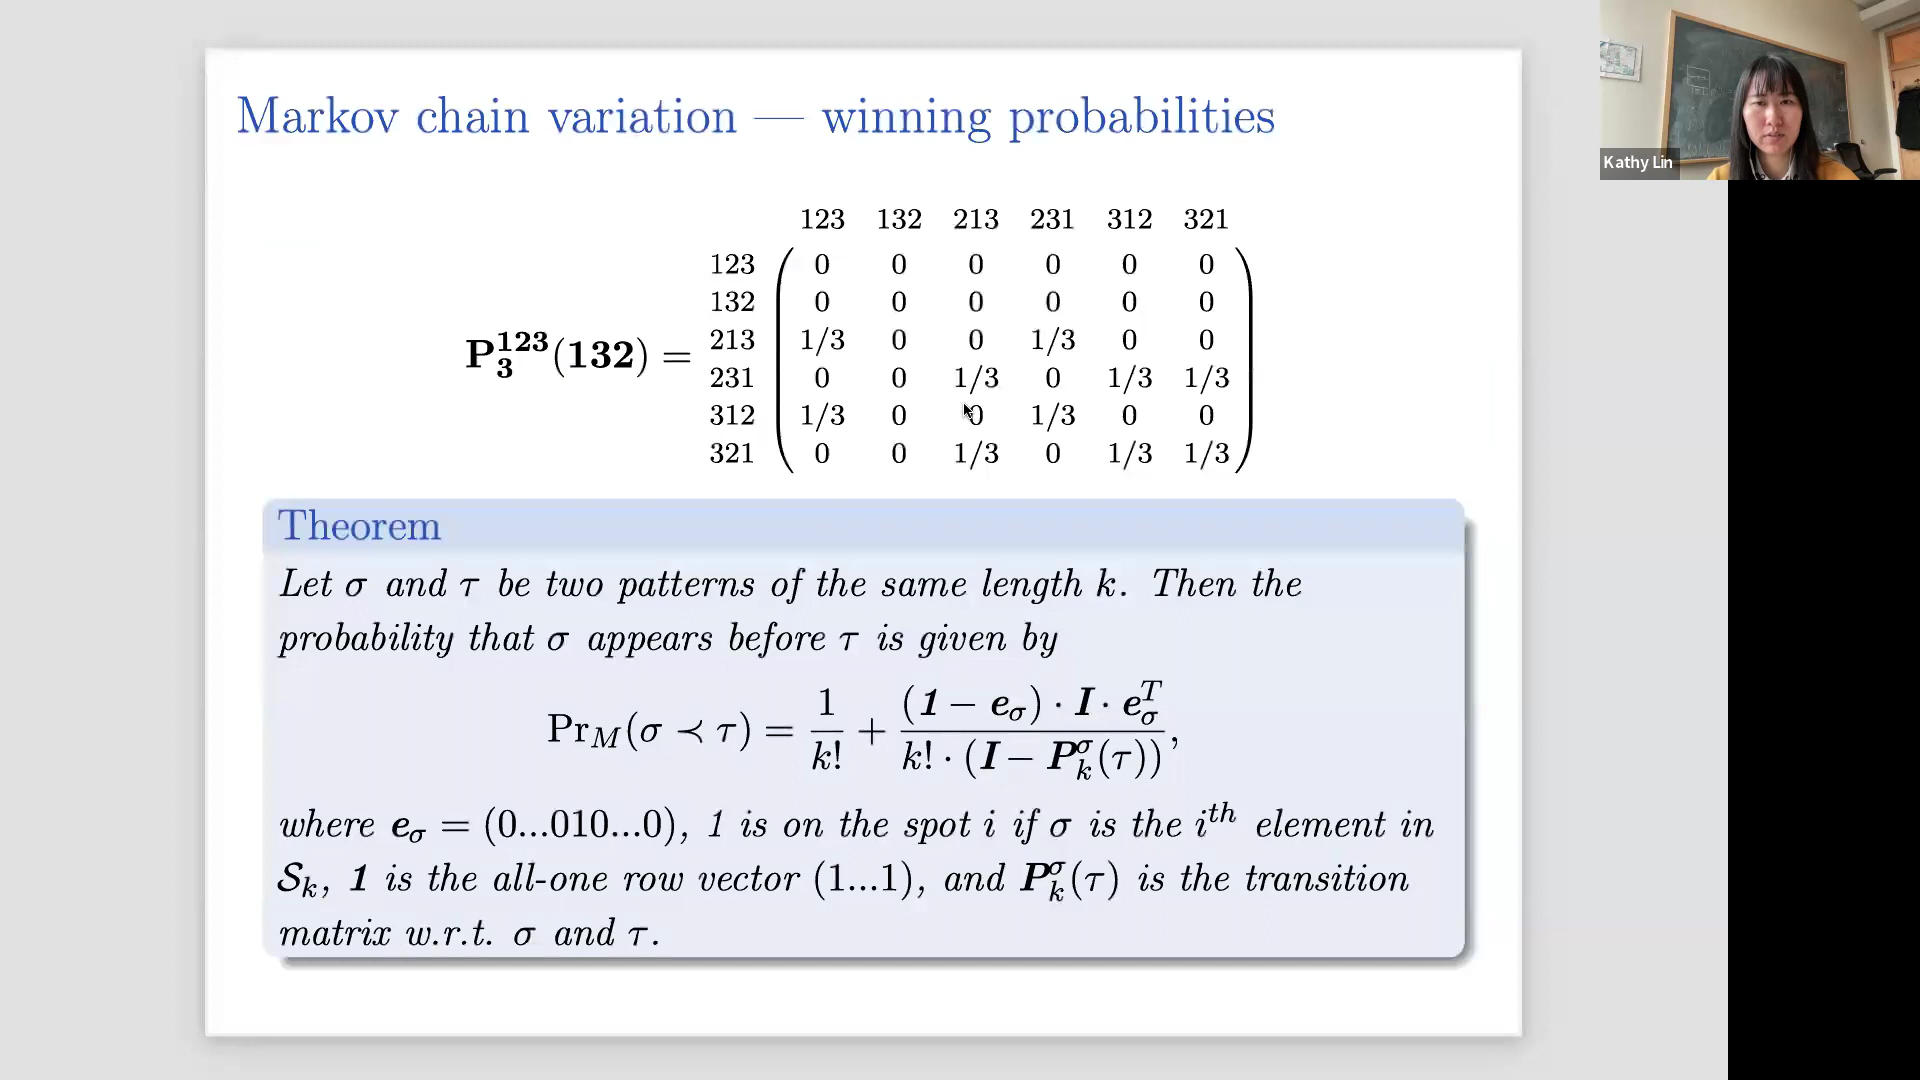 Markov chain variation — winning probabilities
123 132 213 231 312 321
123 0 0 0 0 0 0
132 0 0 0 0 0 0
213 1/3 0 0 1/3 0 0
P₃¹²³(132) =
231 0 0 1/3 0 1/3 1/3
312 1/3 0 0 1/3 0 0
321 0 0 1/3 0 1/3 1/3
Theorem
Let σ and τ be two patterns of the same length k. Then the
probability that σ appears before τ is given by
Pr_M(σ ≺ τ) = 1/k! + ((1 − e_σ) · I · e_σ^T)/(k! · (I − P_k^σ(τ))),
where e_σ = (0...010...0), 1 is on the spot i if σ is the i^th element in
S_k, 1 is the all-one row vector (1...1), and P_k^σ(τ) is the transition
matrix w.r.t. σ and τ.
Kathy Lin